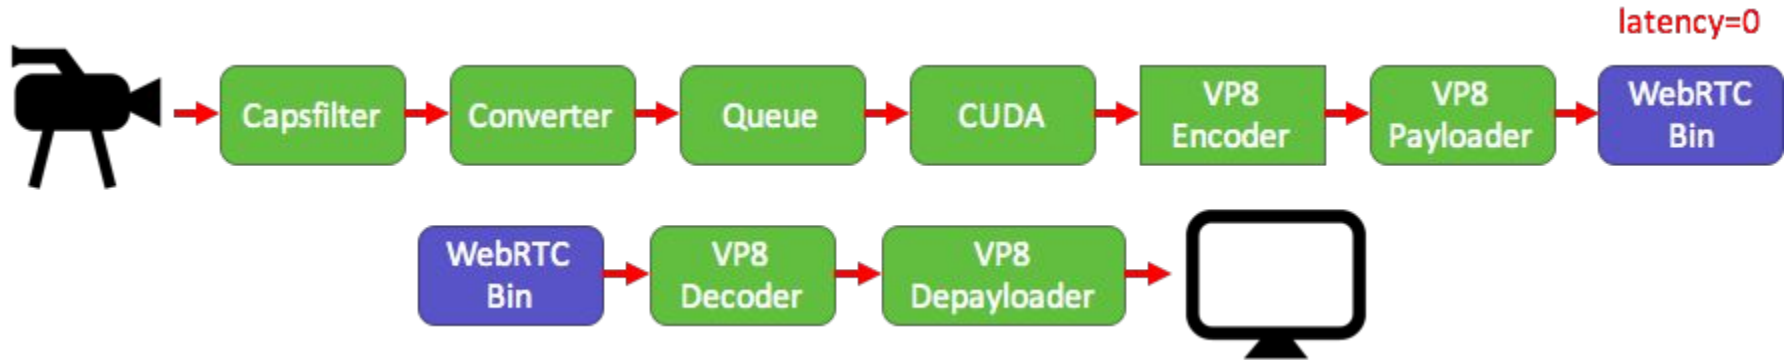 latency=0
Capsfilter
Converter
Queue
CUDA
VP8
Encoder
VP8
Payloader
WebRTC
Bin
WebRTC
Bin
VP8
Decoder
VP8
Depayloader